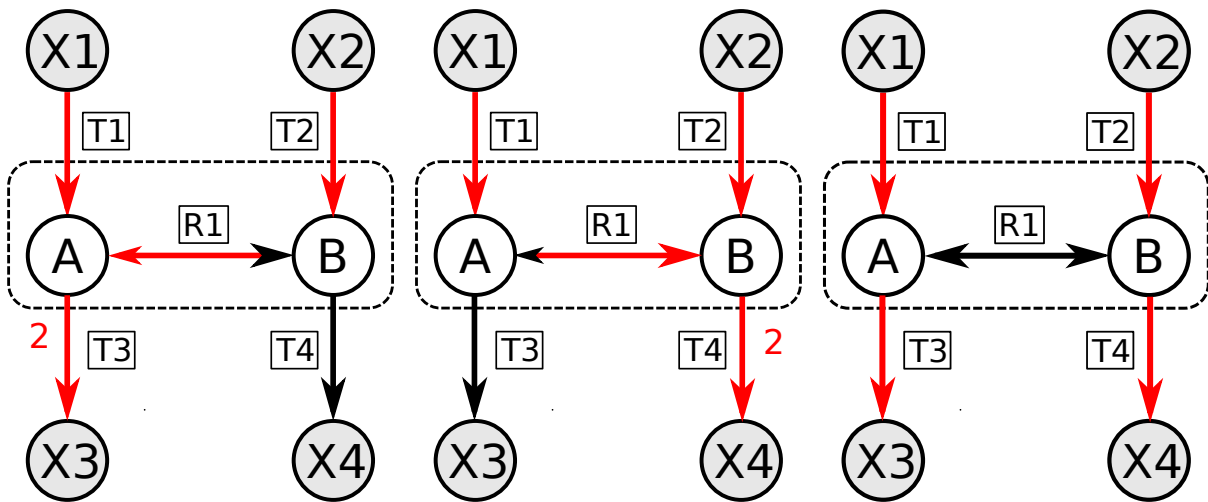 X1 X2 X1 X2 X1 X2
T1 T2 T1 T2 T1 T2
R1 R1 R1
A B A B A B
2 T3 T4 T3 T4 2 T3 T4
X3 X4 X3 X4 X3 X4